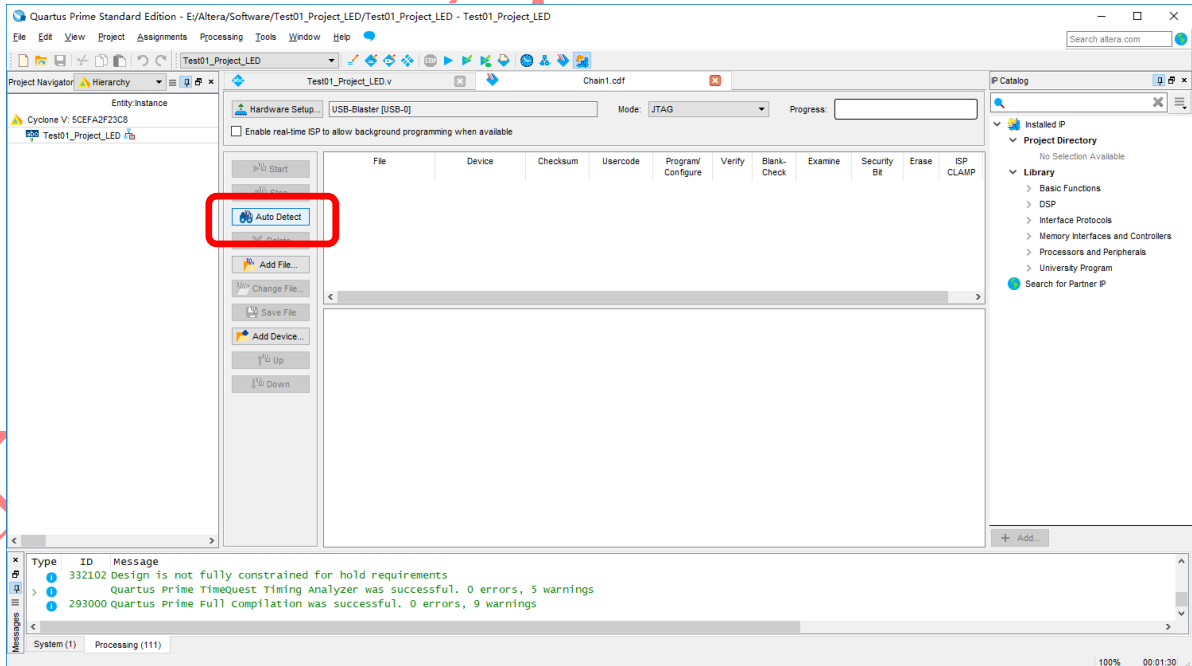 Quartus Prime Standard Edition - E:/Altera/Software/Test01_Project_LED/Test01_Project_LED - Test01_Project_LED
File Edit View Project Assignments Processing Tools Window Help
Search altera.com
Test01_Project_LED
Project Navigator Hierarchy
Entity:Instance
Cyclone V: 5CEFA2F23C8
Test01_Project_LED
Test01_Project_LED.v
Chain1.cdf
Hardware Setup... USB-Blaster [USB-0] Mode: JTAG Progress:
Enable real-time ISP to allow background programming when available
Start
Stop
Auto Detect
Delete
Add File...
Change File...
Save File
Add Device...
Up
Down
File Device Checksum Usercode Program/ Configure Verify Blank- Check Examine Security Bit Erase ISP CLAMP
IP Catalog
Installed IP
Project Directory
No Selection Available
Library
Basic Functions
DSP
Interface Protocols
Memory Interfaces and Controllers
Processors and Peripherals
University Program
Search for Partner IP
+ Add...
Type ID Message
332102 Design is not fully constrained for hold requirements
Quartus Prime TimeQuest Timing Analyzer was successful. 0 errors, 5 warnings
293000 Quartus Prime Full Compilation was successful. 0 errors, 9 warnings
Messages
System (1) Processing (111)
100% 00:01:30